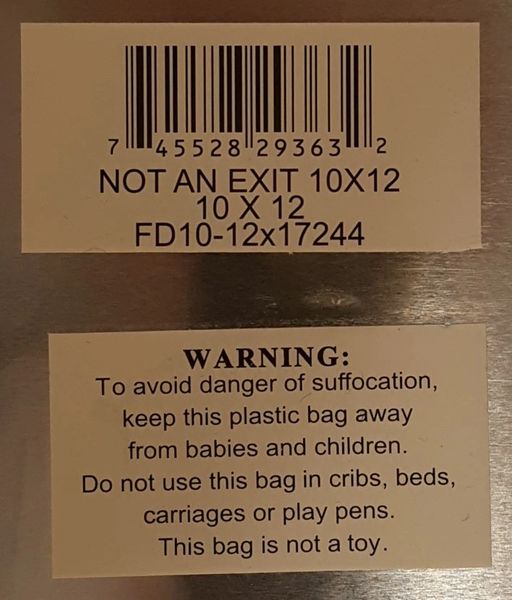 7 45528 29363 2
NOT AN EXIT 10X12
10 X 12
FD10-12x17244
WARNING:
To avoid danger of suffocation,
keep this plastic bag away
from babies and children.
Do not use this bag in cribs, beds,
carriages or play pens.
This bag is not a toy.